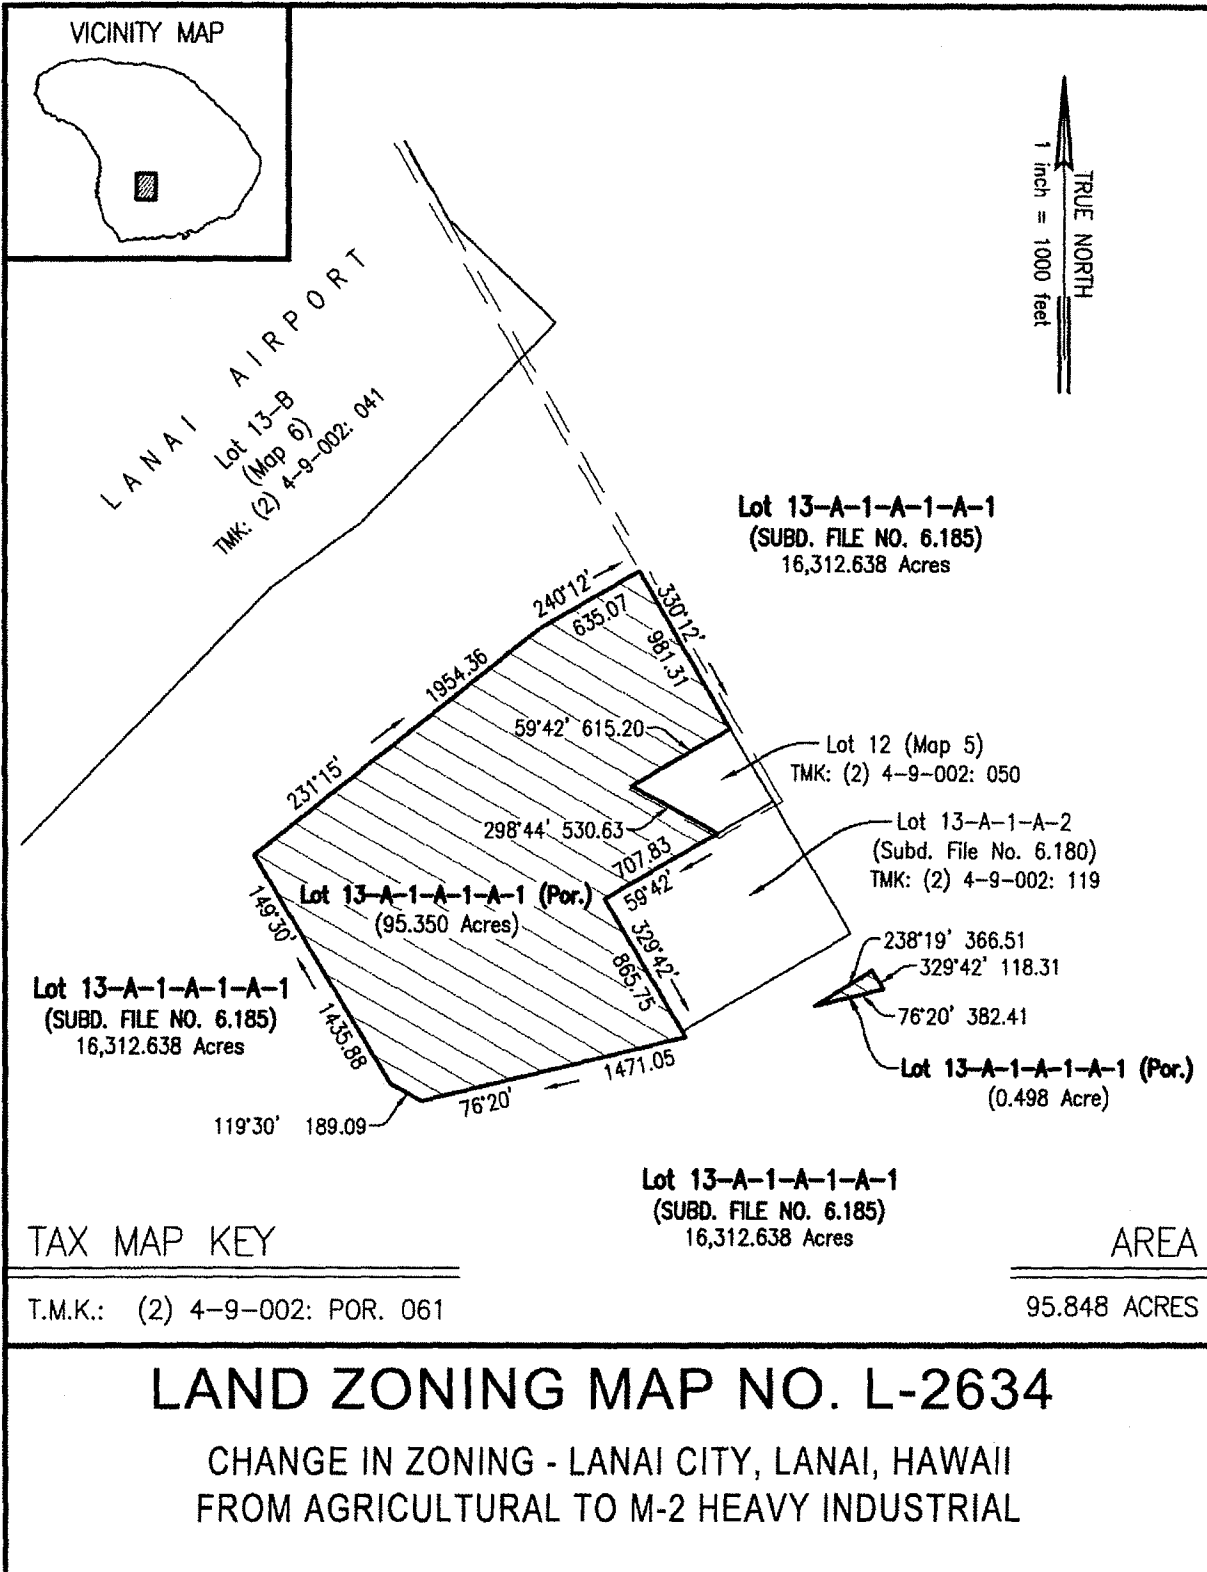 VICINITY MAP
TRUE NORTH
1 inch = 1000 feet
LANAI AIRPORT
Lot 13-B
(Map 6)
TMK: (2) 4-9-002: 041
Lot 13-A-1-A-1-A-1
(SUBD. FILE NO. 6.185)
16,312.638 Acres
240°12'
635.07
330°12'
981.31
1954.36
231°15'
59°42' 615.20
Lot 12 (Map 5)
TMK: (2) 4-9-002: 050
298°44' 530.63
Lot 13-A-1-A-2
(Subd. File No. 6.180)
TMK: (2) 4-9-002: 119
707.83
59°42'
Lot 13-A-1-A-1-A-1 (Por.)
(95.350 Acres)
149°30'
1435.88
329°42'
865.75
238°19' 366.51
329°42' 118.31
76°20' 382.41
Lot 13-A-1-A-1-A-1 (Por.)
(0.498 Acre)
Lot 13-A-1-A-1-A-1
(SUBD. FILE NO. 6.185)
16,312.638 Acres
1471.05
76°20'
119°30' 189.09
Lot 13-A-1-A-1-A-1
(SUBD. FILE NO. 6.185)
16,312.638 Acres
TAX MAP KEY
AREA
T.M.K.: (2) 4-9-002: POR. 061
95.848 ACRES
LAND ZONING MAP NO. L-2634
CHANGE IN ZONING - LANAI CITY, LANAI, HAWAII
FROM AGRICULTURAL TO M-2 HEAVY INDUSTRIAL